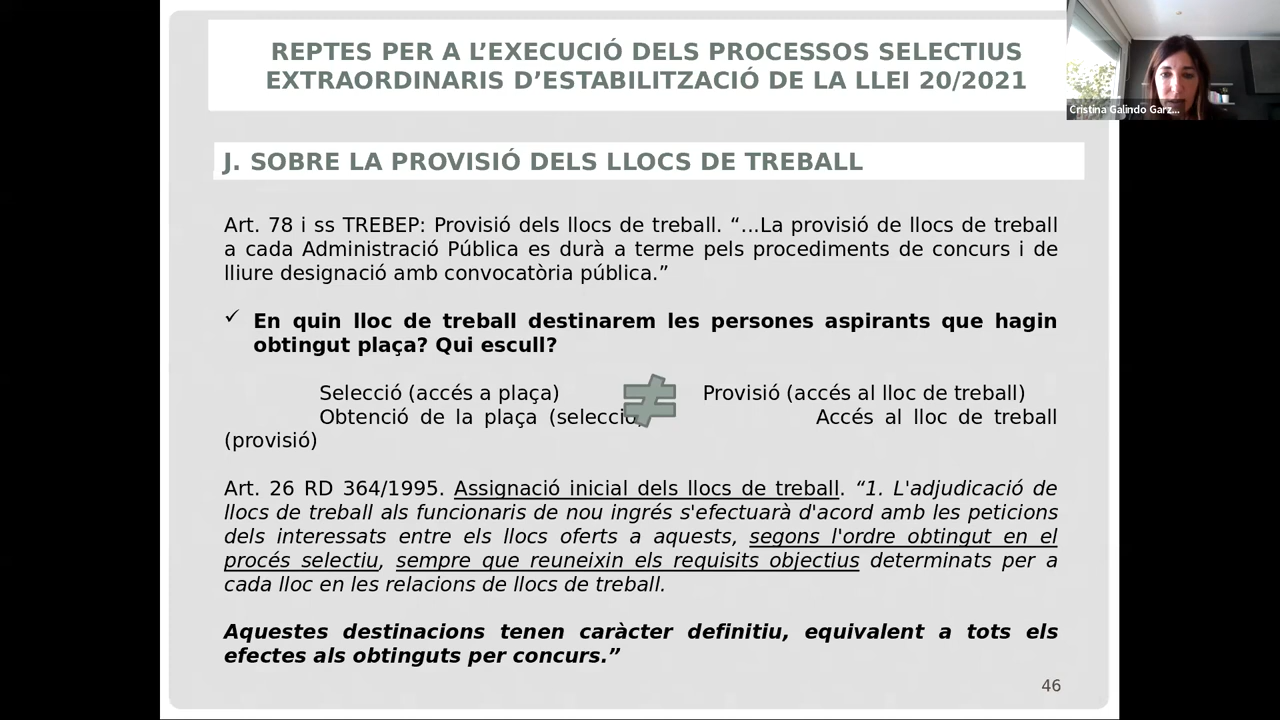 REPTES PER A L’EXECUCIÓ DELS PROCESSOS SELECTIUS
EXTRAORDINARIS D’ESTABILITZACIÓ DE LA LLEI 20/2021
Cristina Galindo Garz...
J. SOBRE LA PROVISIÓ DELS LLOCS DE TREBALL
Art. 78 i ss TREBEP: Provisió dels llocs de treball. “...La provisió de llocs de treball
a cada Administració Pública es durà a terme pels procediments de concurs i de
lliure designació amb convocatòria pública.”
✓ En quin lloc de treball destinarem les persones aspirants que hagin
obtingut plaça? Qui escull?
Selecció (accés a plaça) ≠ Provisió (accés al lloc de treball)
Obtenció de la plaça (selecció) Accés al lloc de treball
(provisió)
Art. 26 RD 364/1995. Assignació inicial dels llocs de treball. “1. L'adjudicació de
llocs de treball als funcionaris de nou ingrés s'efectuarà d'acord amb les peticions
dels interessats entre els llocs oferts a aquests, segons l'ordre obtingut en el
procés selectiu, sempre que reuneixin els requisits objectius determinats per a
cada lloc en les relacions de llocs de treball.
Aquestes destinacions tenen caràcter definitiu, equivalent a tots els
efectes als obtinguts per concurs.”
46